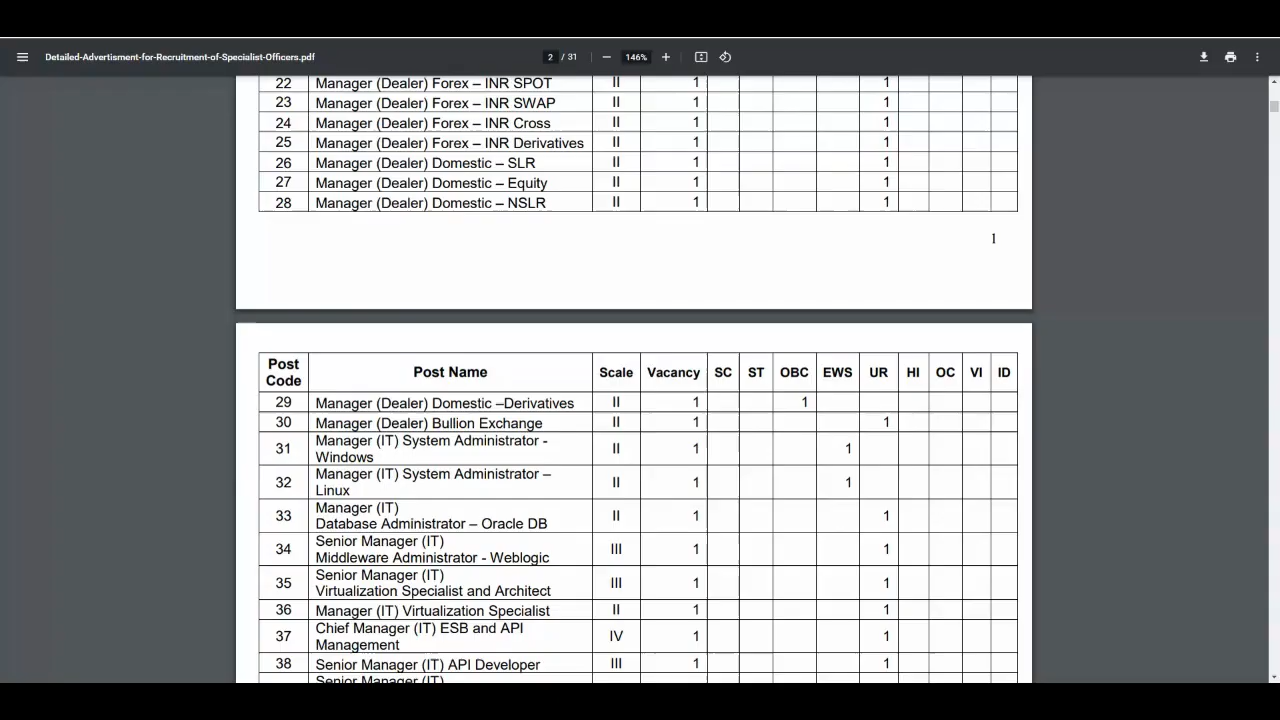 Detailed-Advertisment-for-Recruitment-of-Specialist-Officers.pdf 2 / 31 146%
22 Manager (Dealer) Forex – INR SPOT II 1 1
23 Manager (Dealer) Forex – INR SWAP II 1 1
24 Manager (Dealer) Forex – INR Cross II 1 1
25 Manager (Dealer) Forex – INR Derivatives II 1 1
26 Manager (Dealer) Domestic – SLR II 1 1
27 Manager (Dealer) Domestic – Equity II 1 1
28 Manager (Dealer) Domestic – NSLR II 1 1
1
Post Code Post Name Scale Vacancy SC ST OBC EWS UR HI OC VI ID
29 Manager (Dealer) Domestic –Derivatives II 1 1
30 Manager (Dealer) Bullion Exchange II 1 1
31 Manager (IT) System Administrator -
Windows II 1 1
32 Manager (IT) System Administrator –
Linux II 1 1
33 Manager (IT)
Database Administrator – Oracle DB II 1 1
34 Senior Manager (IT)
Middleware Administrator - Weblogic III 1 1
35 Senior Manager (IT)
Virtualization Specialist and Architect III 1 1
36 Manager (IT) Virtualization Specialist II 1 1
37 Chief Manager (IT) ESB and API
Management IV 1 1
38 Senior Manager (IT) API Developer III 1 1
Senior Manager (IT)